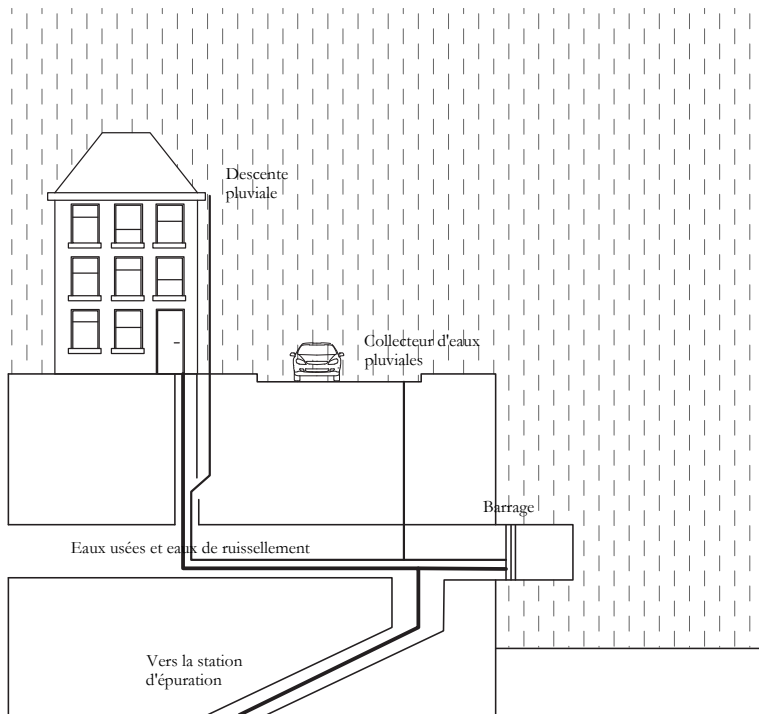 Descente
pluviale
Collecteur d'eaux
pluviales
Barrage
Eaux usées et eaux de ruissellement
Vers la station
d'épuration